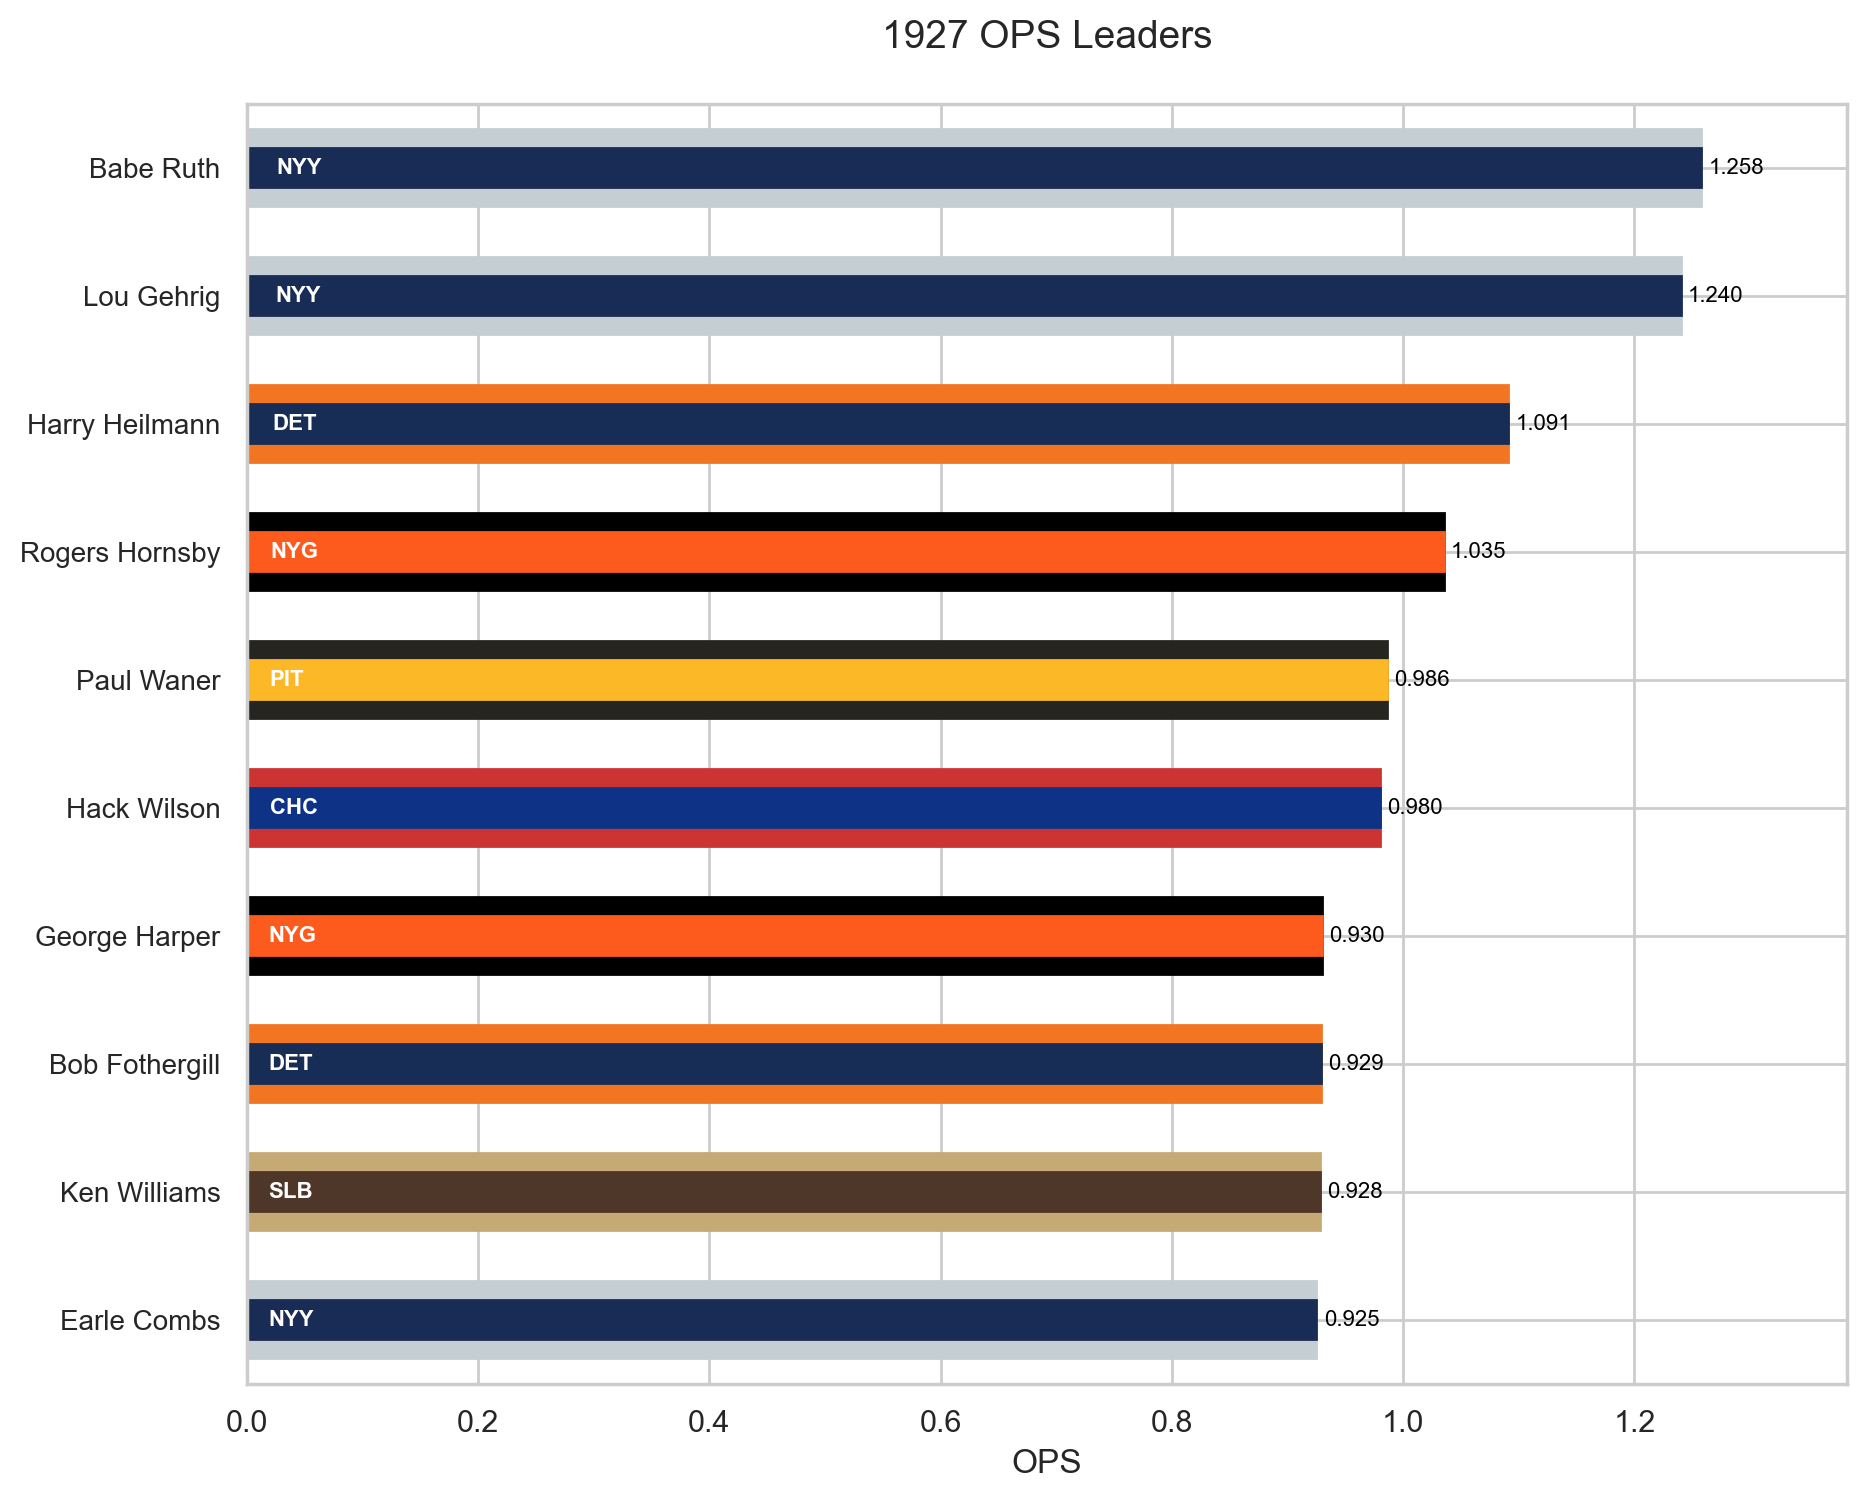 1927 OPS Leaders
Babe Ruth NYY 1.258
Lou Gehrig NYY 1.240
Harry Heilmann DET 1.091
Rogers Hornsby NYG 1.035
Paul Waner PIT 0.986
Hack Wilson CHC 0.980
George Harper NYG 0.930
Bob Fothergill DET 0.929
Ken Williams SLB 0.928
Earle Combs NYY 0.925
0.0 0.2 0.4 0.6 0.8 1.0 1.2
OPS